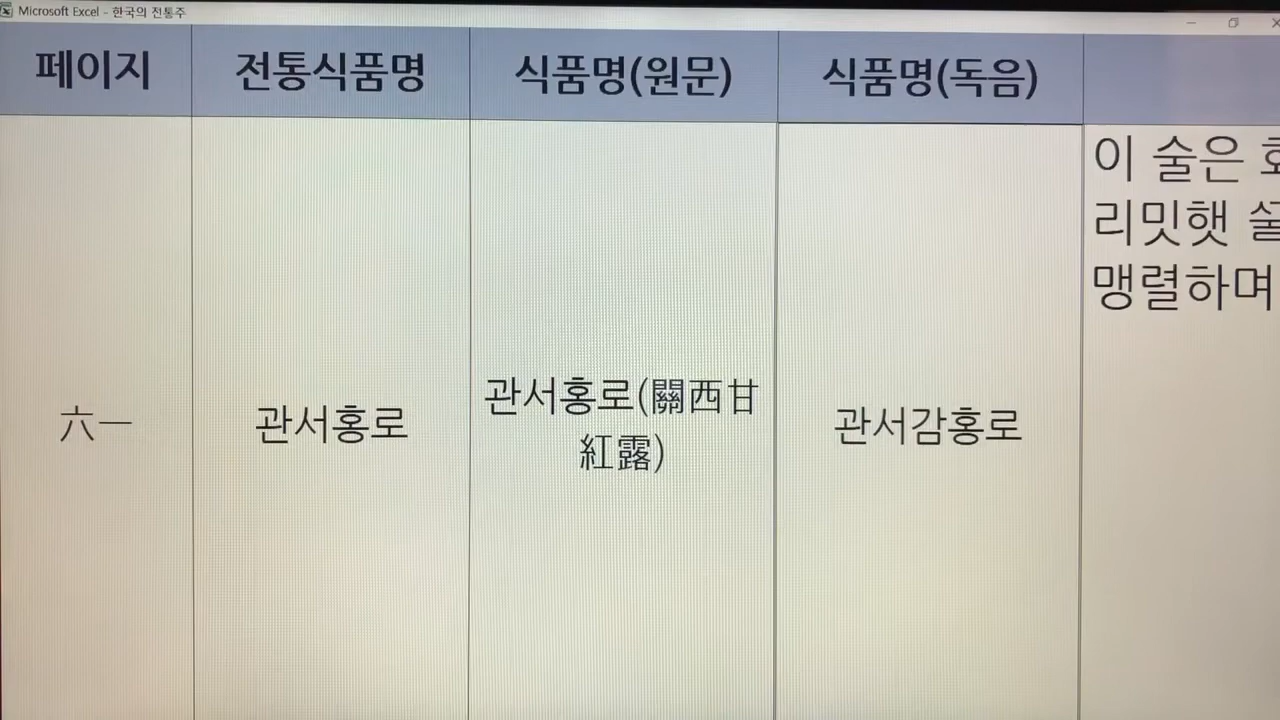 Microsoft Excel - 한국의 전통주
페이지 전통식품명 식품명(원문) 식품명(독음)
六一 관서홍로 관서홍로(關西甘
紅露) 관서감홍로
이 술은
리밋햇
맹렬하며